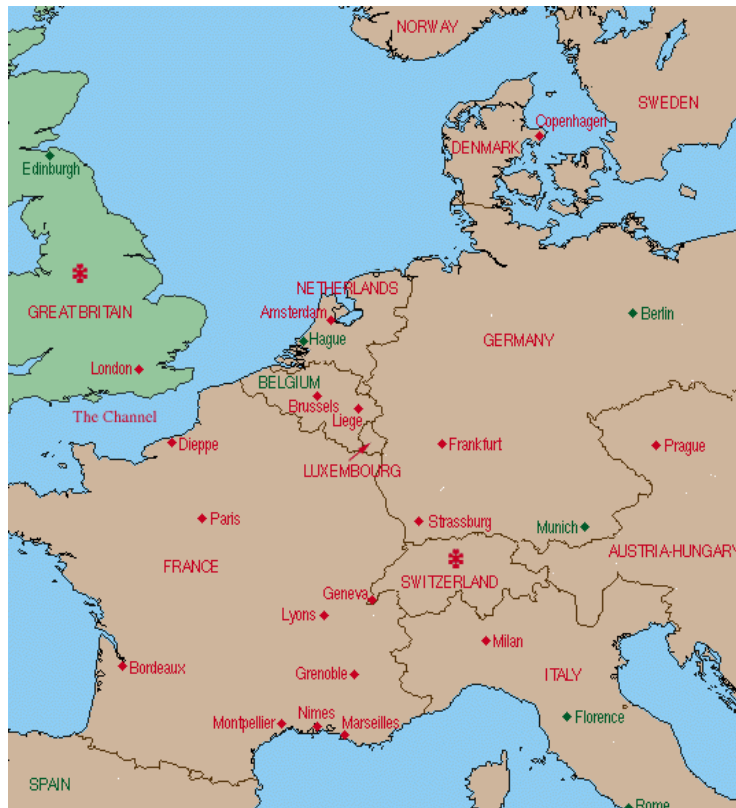 NORWAY
SWEDEN
Copenhagen
DENMARK
Edinburgh
NETHERLANDS
GREAT BRITAIN
Amsterdam
Berlin
Hague
GERMANY
London
BELGIUM
Brussels
The Channel
Liege
Dieppe
Frankfurt
Prague
LUXEMBOURG
Paris
Strassburg
Munich
AUSTRIA-HUNGARY
FRANCE
SWITZERLAND
Geneva
Lyons
Milan
Bordeaux
Grenoble
ITALY
Nimes
Florence
Montpellier
Marseilles
SPAIN
Rome